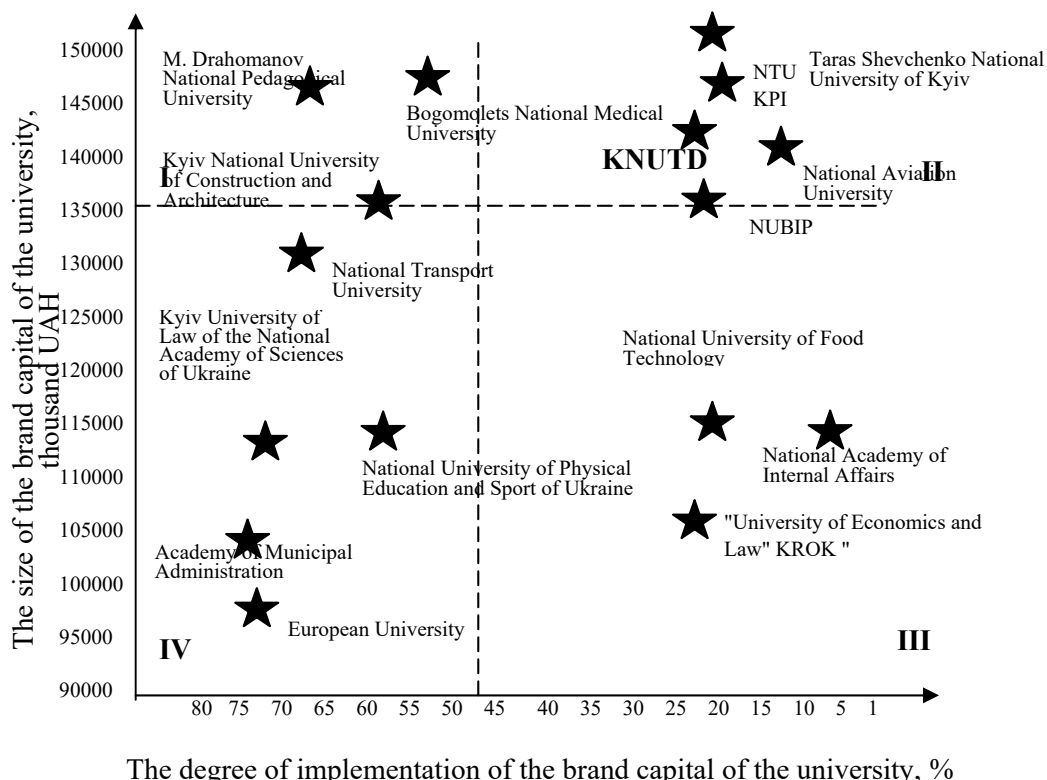 The size of the brand capital of the university,
thousand UAH
150000
145000
140000
135000
130000
125000
120000
115000
110000
105000
100000
95000
90000
M. Drahomanov
National Pedagogical
University
Bogomolets National Medical
University
NTU
KPI
Taras Shevchenko National
University of Kyiv
KNUTD
Kyiv National University
of Construction and
Architecture
I
II
National Aviation
University
NUBIP
National Transport
University
Kyiv University of
Law of the National
Academy of Sciences
of Ukraine
National University of Food
Technology
National University of Physical
Education and Sport of Ukraine
National Academy of
Internal Affairs
"University of Economics and
Law" KROK "
Academy of Municipal
Administration
European University
IV
III
80 75 70 65 60 55 50 45 40 35 30 25 20 15 10 5 1
The degree of implementation of the brand capital of the university, %